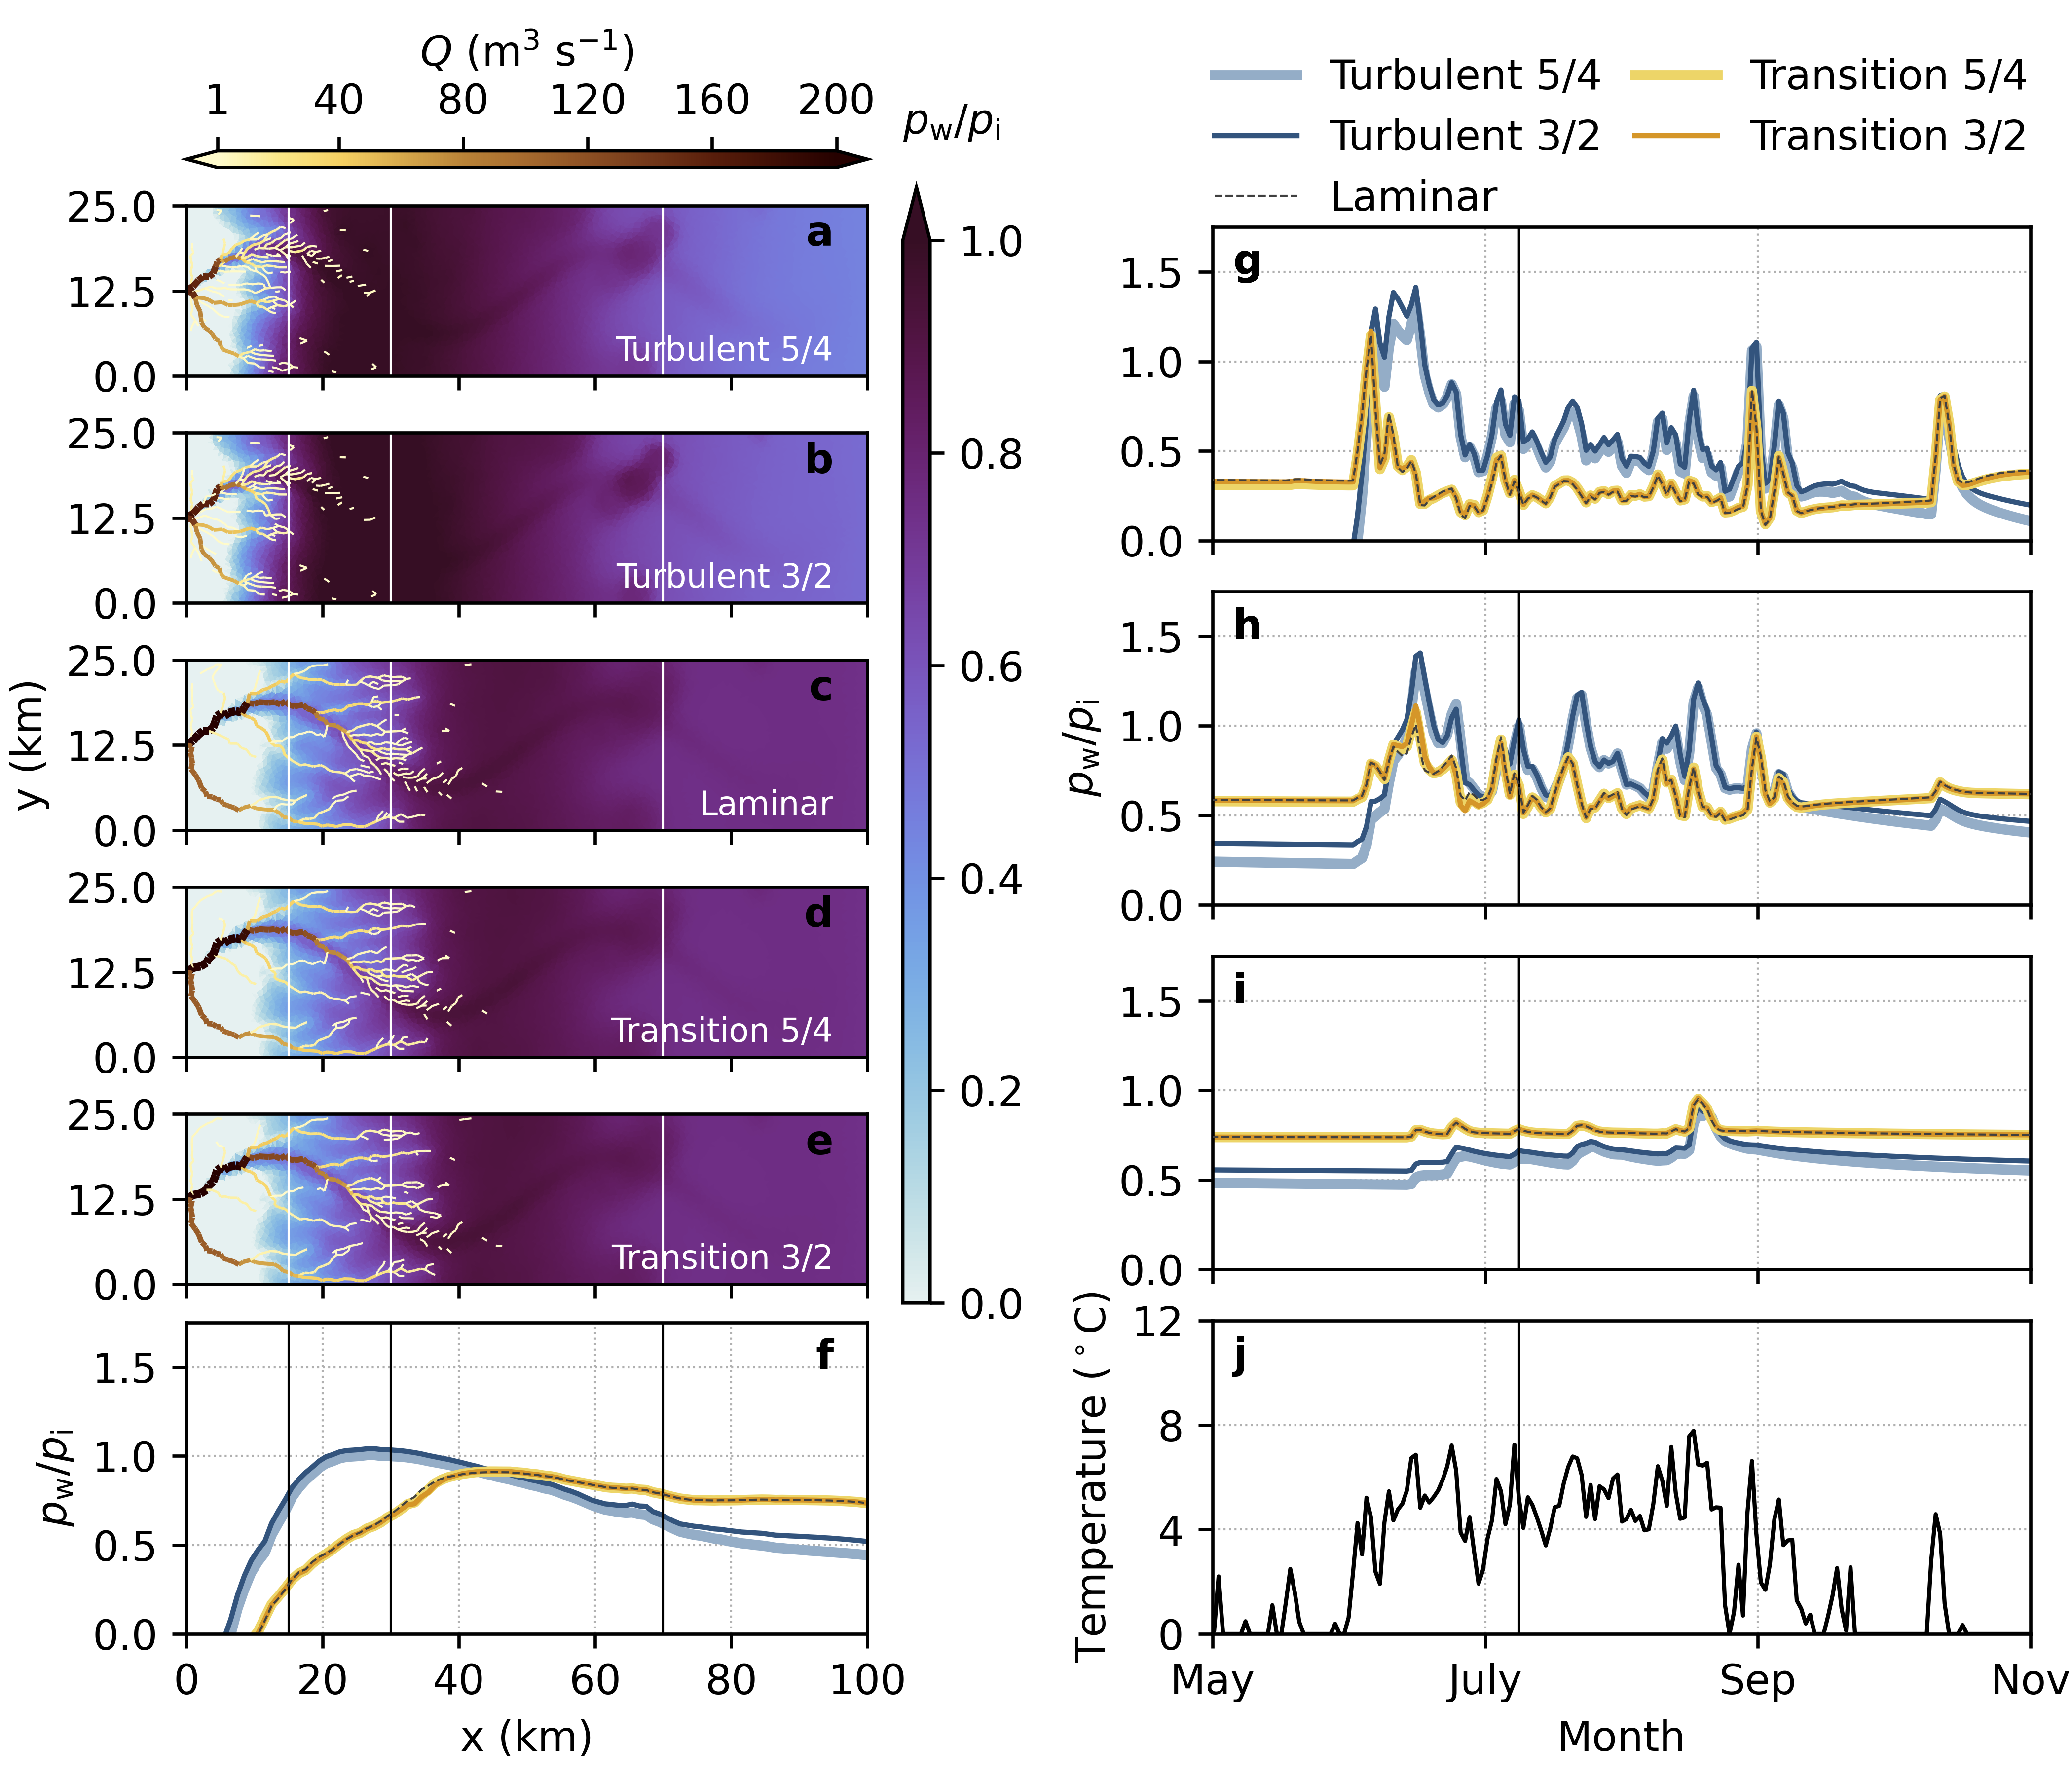 Q (m³ s⁻¹)
1 40 80 120 160 200
p_w/p_i
25.0
12.5
0.0
a
Turbulent 5/4
25.0
12.5
0.0
b
Turbulent 3/2
25.0
12.5
0.0
c
Laminar
25.0
12.5
0.0
d
Transition 5/4
25.0
12.5
0.0
e
Transition 3/2
y (km)
1.0
0.8
0.6
0.4
0.2
0.0
f
1.5
1.0
0.5
0.0
p_w/p_i
0 20 40 60 80 100
x (km)
Turbulent 5/4
Turbulent 3/2
Laminar
Transition 5/4
Transition 3/2
g
1.5
1.0
0.5
0.0
h
1.5
1.0
0.5
0.0
p_w/p_i
i
1.5
1.0
0.5
0.0
j
12
8
4
0
Temperature (°C)
May July Sep Nov
Month